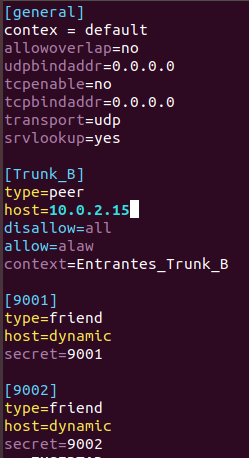 [general]
contex = default
allowoverlap=no
udpbindaddr=0.0.0.0
tcpenable=no
tcpbindaddr=0.0.0.0
transport=udp
srvlookup=yes
[Trunk_B]
type=peer
host=10.0.2.15
disallow=all
allow=alaw
context=Entrantes_Trunk_B
[9001]
type=friend
host=dynamic
secret=9001
[9002]
type=friend
host=dynamic
secret=9002